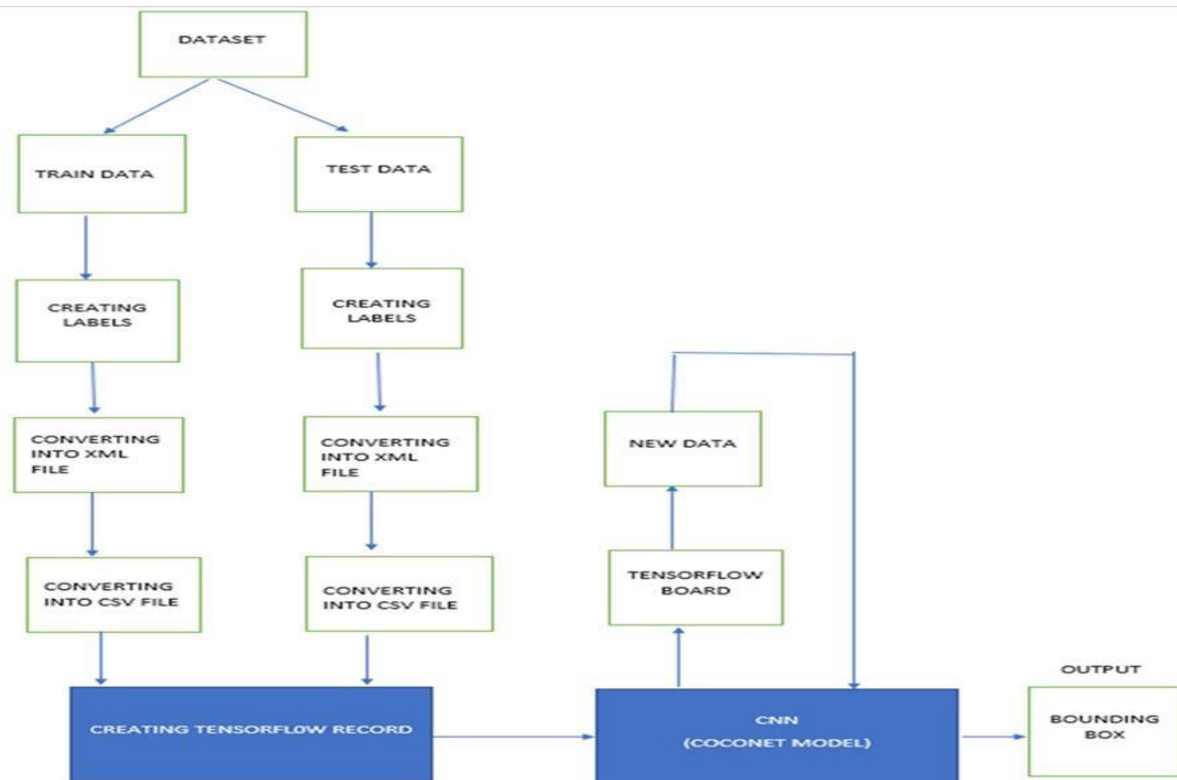 DATASET
TRAIN DATA
TEST DATA
CREATING
LABELS
CREATING
LABELS
CONVERTING
INTO XML
FILE
CONVERTING
INTO XML
FILE
NEW DATA
CONVERTING
INTO CSV FILE
CONVERTING
INTO CSV FILE
TENSORFLOW
BOARD
CREATING TENSORFLOW RECORD
CNN
(COCONET MODEL)
OUTPUT
BOUNDING
BOX